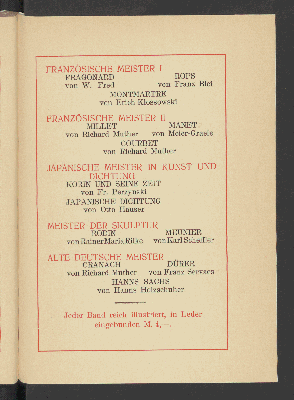 FRANZÖSISCHE MEISTER I
FRAGONARD ROPS
von W. Fred von Franz Blei
MONTMARTRE
von Erich Klossowski
FRANZÖSISCHE MEISTER II
MILLET MANET
von Richard Muther von Meier-Graefe
COURBET
von Richard Muther
JAPANISCHE MEISTER IN KUNST UND
DICHTUNG
KORIN UND SEINE ZEIT
von Fr. Perzynski
JAPANISCHE DICHTUNG
von Otto Hauser
MEISTER DER SKULPTUR
RODIN MEUNIER
von Rainer Maria Rilke von Karl Scheffler
ALTE DEUTSCHE MEISTER
CRANACH DÜRER
von Richard Muther von Franz Servaes
HANNS SACHS
von Hanns Holzschuher
Jeder Band reich illustriert, in Leder
eingebunden M. 4,—.